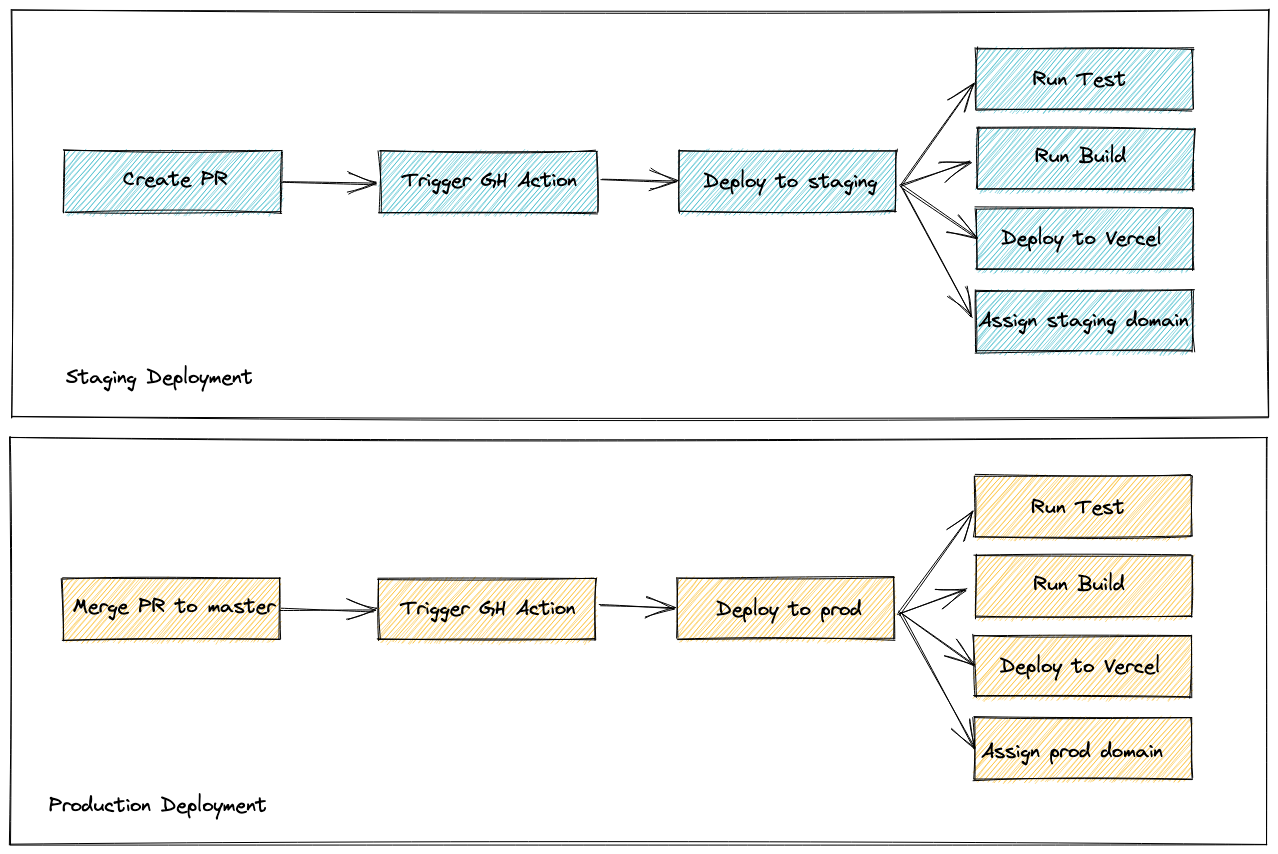 Create PR
Trigger GH Action
Deploy to staging
Run Test
Run Build
Deploy to Vercel
Assign staging domain
Staging Deployment
Merge PR to master
Trigger GH Action
Deploy to prod
Run Test
Run Build
Deploy to Vercel
Assign prod domain
Production Deployment